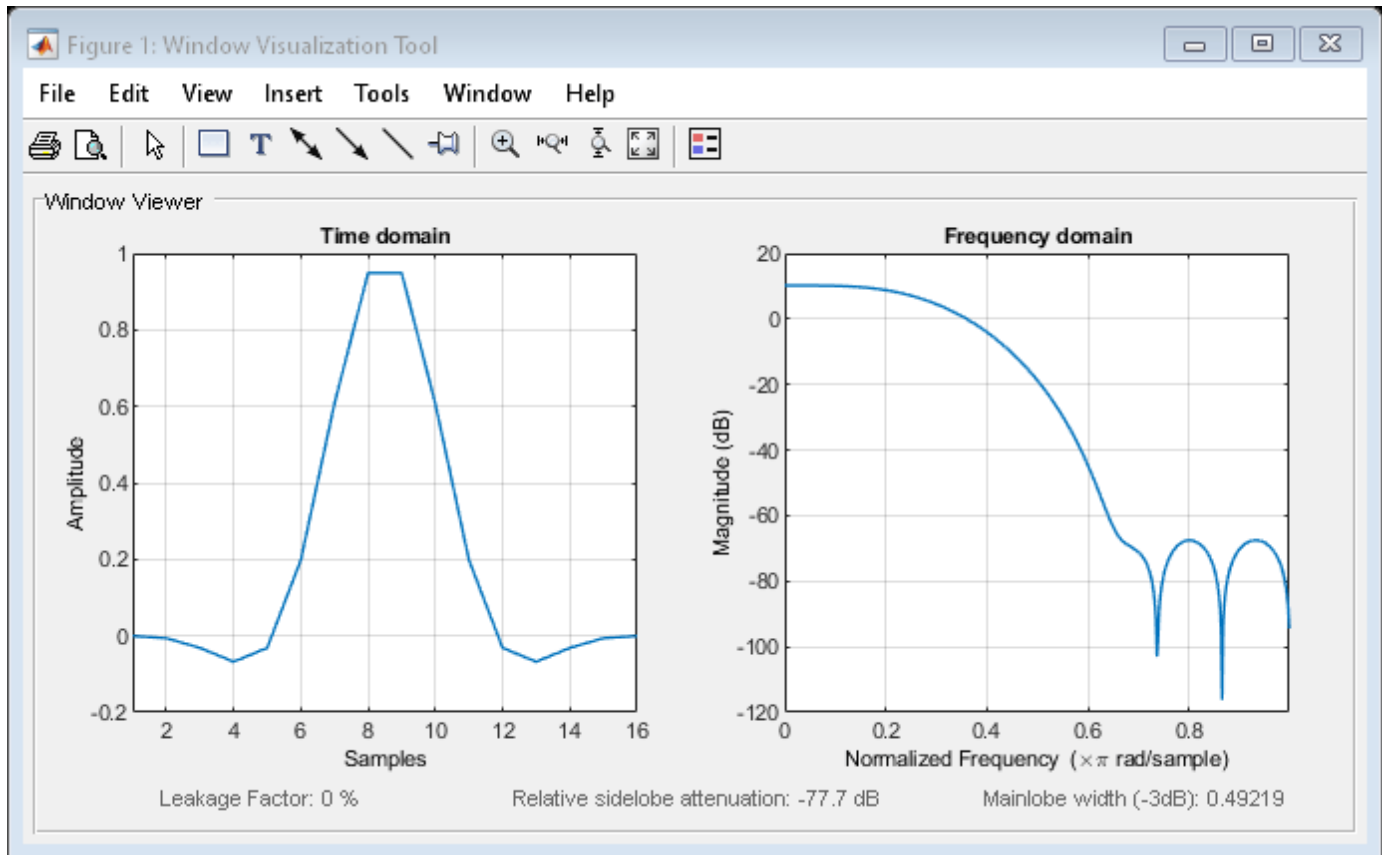 Figure 1: Window Visualization Tool
File Edit View Insert Tools Window Help
T
Window Viewer
Time domain
1
0.8
0.6
0.4
0.2
0
-0.2
2 4 6 8 10 12 14 16
Amplitude
Samples
Frequency domain
20
0
-20
-40
-60
-80
-100
-120
0 0.2 0.4 0.6 0.8
Magnitude (dB)
Normalized Frequency (×π rad/sample)
Leakage Factor: 0 % Relative sidelobe attenuation: -77.7 dB Mainlobe width (-3dB): 0.49219